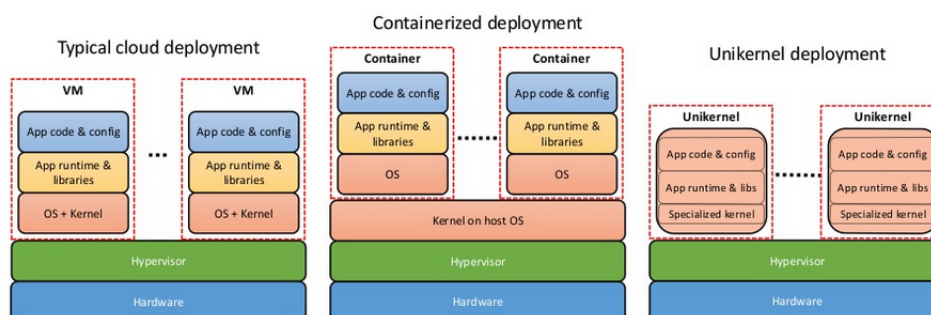 Typical cloud deployment
VM
App code & config
App runtime &
libraries
OS + Kernel
...
VM
App code & config
App runtime &
libraries
OS + Kernel
Hypervisor
Hardware
Containerized deployment
Container
App code & config
App runtime &
libraries
OS
......
Container
App code & config
App runtime &
libraries
OS
Kernel on host OS
Hypervisor
Hardware
Unikernel deployment
Unikernel
App code & config
App runtime & libs
Specialized kernel
.......
Unikernel
App code & config
App runtime & libs
Specialized kernel
Hypervisor
Hardware